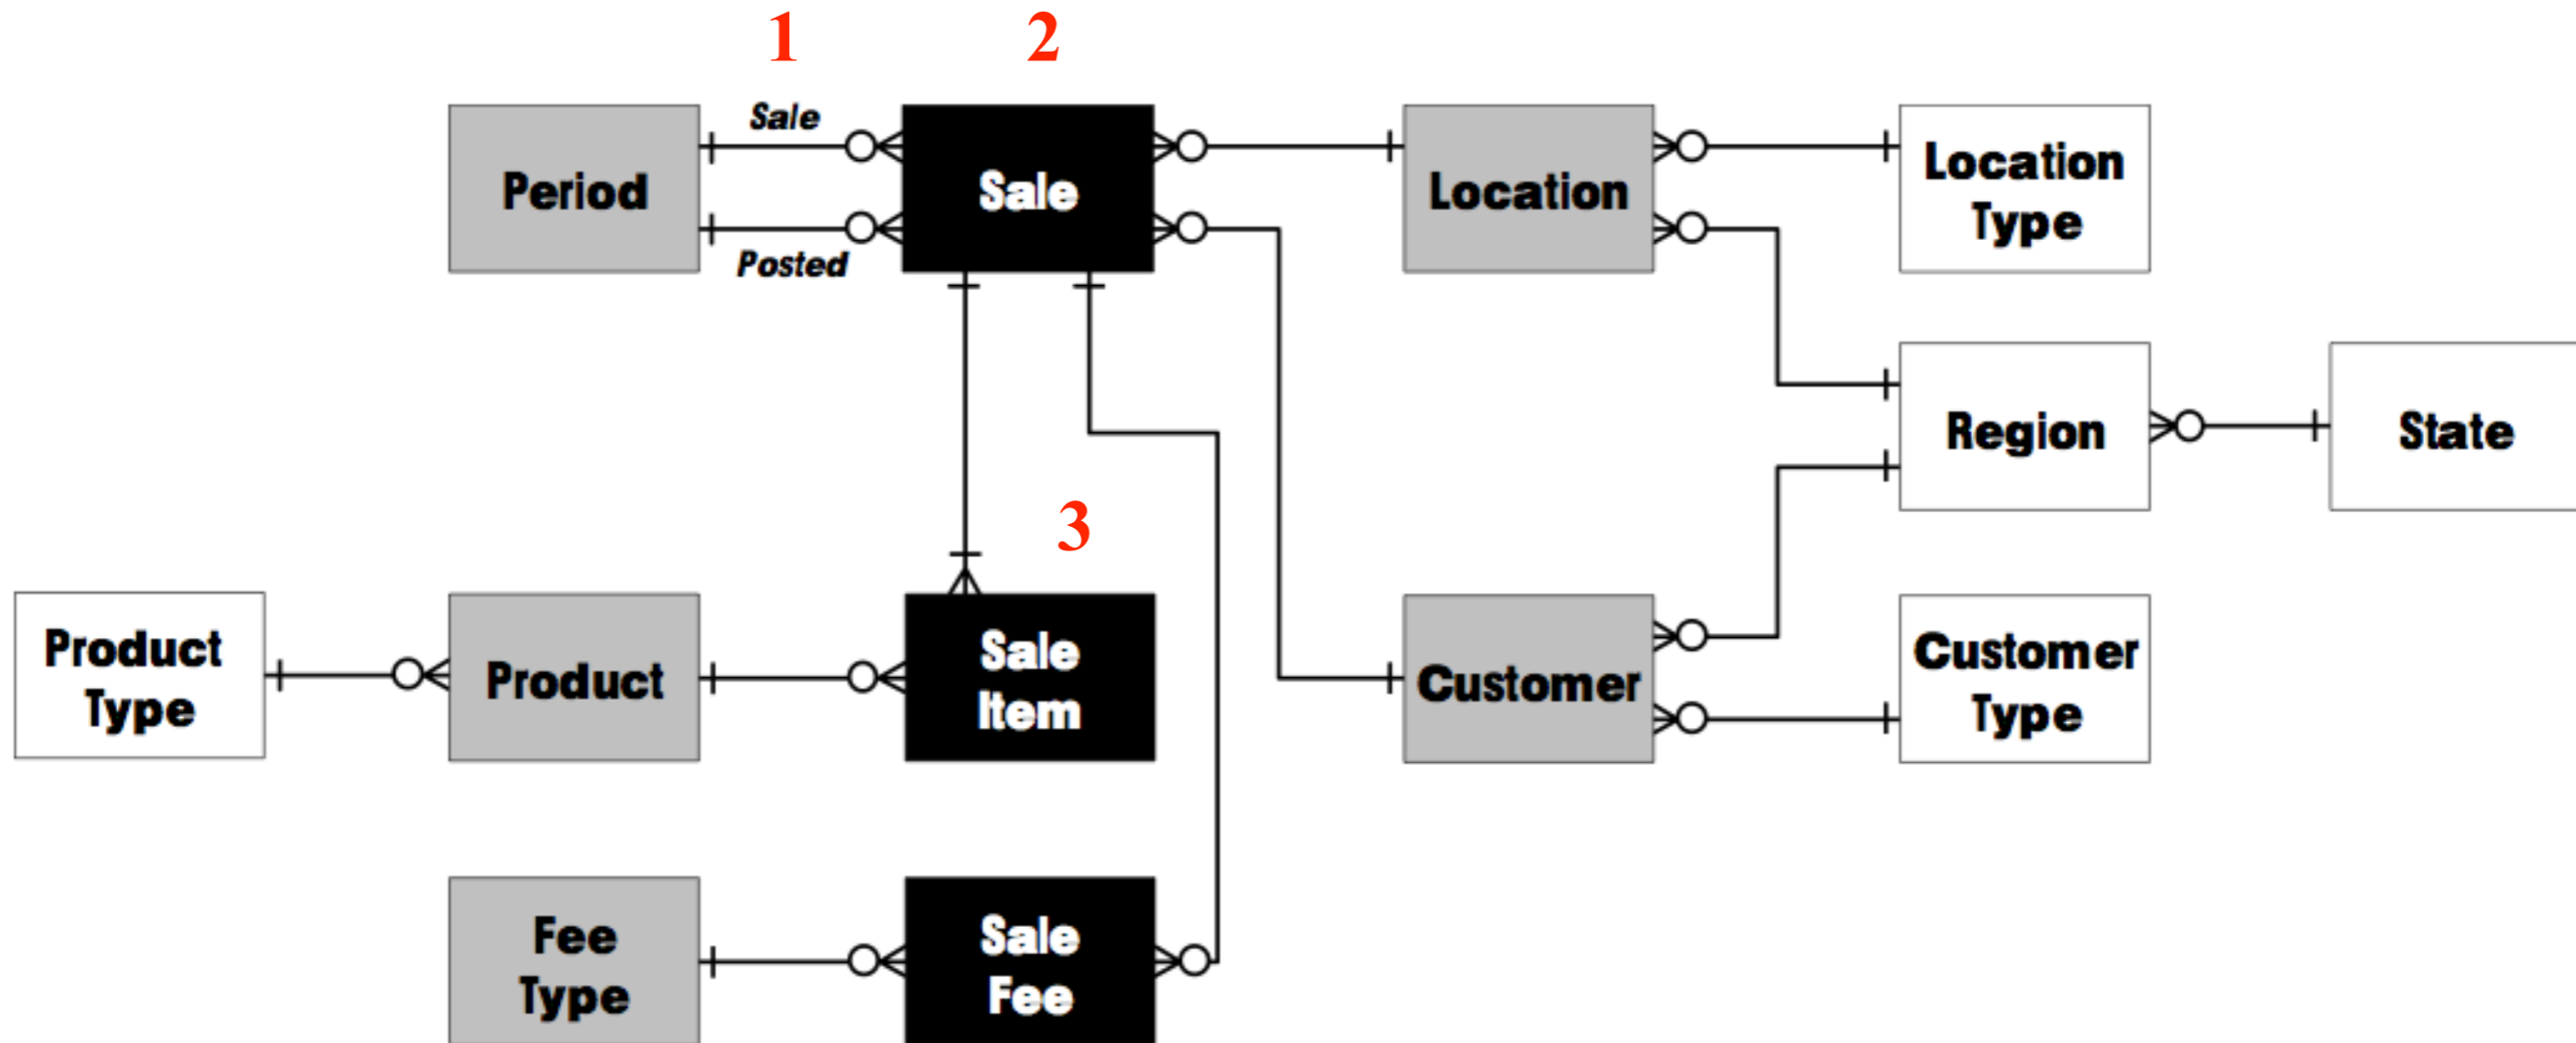 1
2
Sale
Period
Posted
Sale
Location
Location
Type
Region
State
3
Product
Type
Product
Sale
Item
Customer
Customer
Type
Fee
Type
Sale
Fee